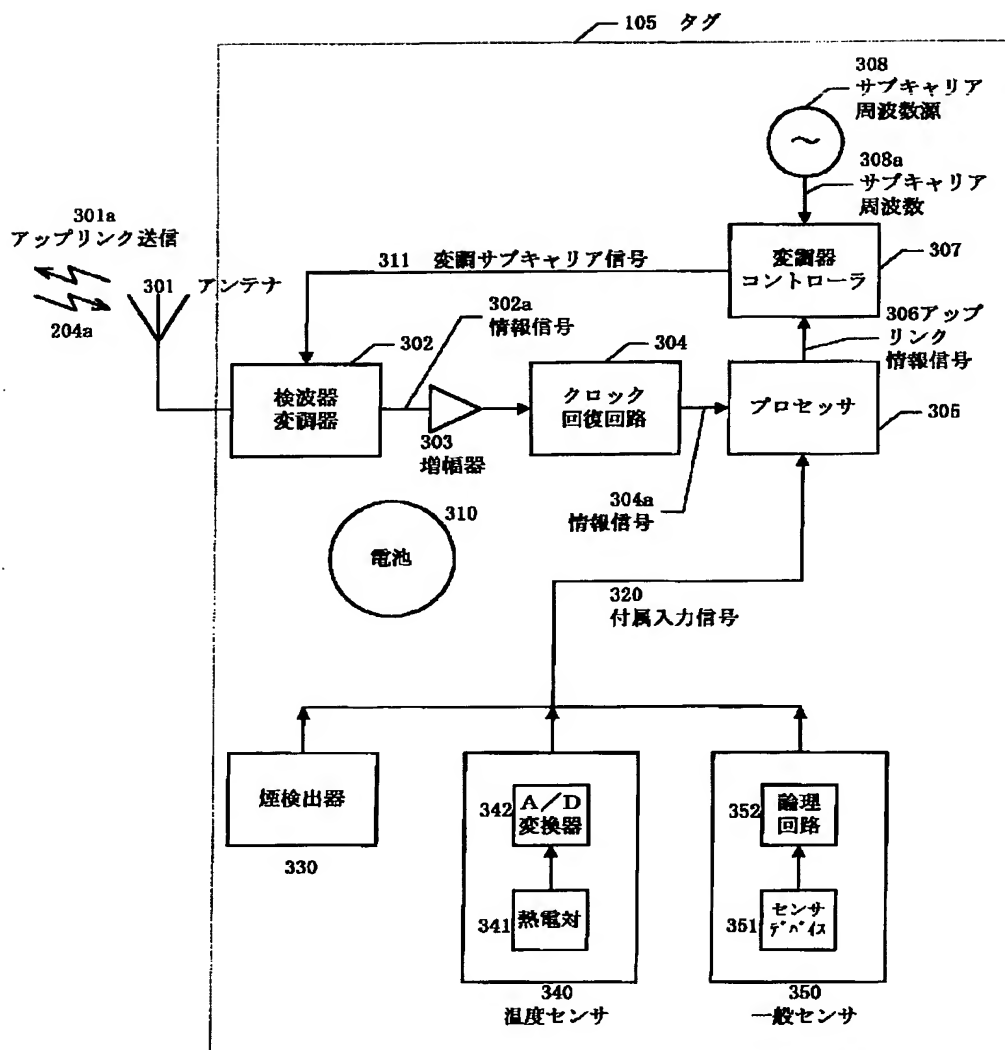 105 タグ
308
サブキャリア
周波数源
～
308a
サブキャリア
周波数
301a
アップリンク送信
301 アンテナ
204a
311 変調サブキャリア信号
変調器
コントローラ
307
302a
情報信号
302
304
306アップ
リンク
情報信号
検波器
変調器
303
増幅器
クロック
回復回路
プロセッサ
305
304a
情報信号
310
電池
320
付属入力信号
煙検出器
330
342
A／D
変換器
341
熱電対
340
温度センサ
352
論理
回路
351
センサ
デバイス
350
一般センサ